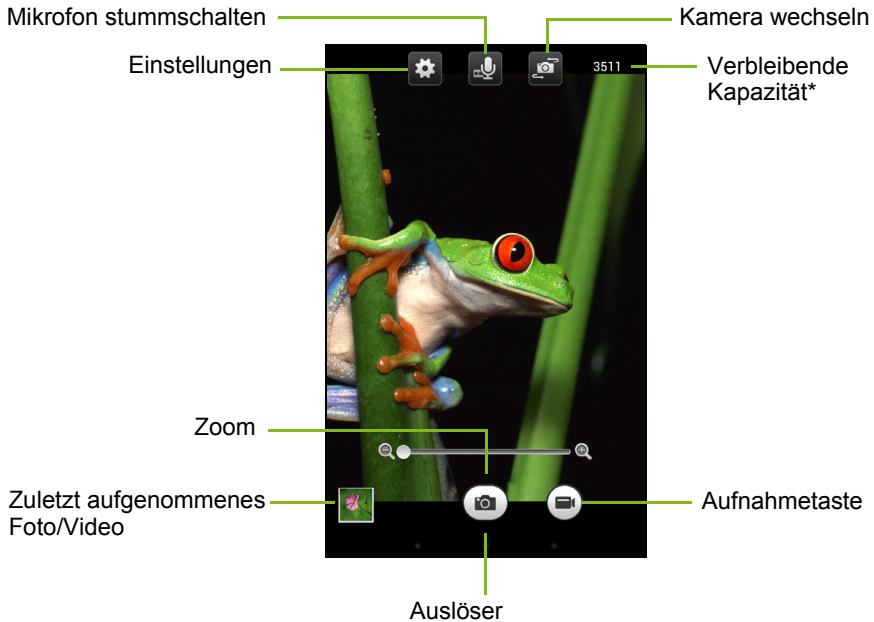 Mikrofon stummschalten
Kamera wechseln
Einstellungen
3511
Verbleibende
Kapazität*
Zoom
Zuletzt aufgenommenes
Foto/Video
Aufnahmetaste
Auslöser